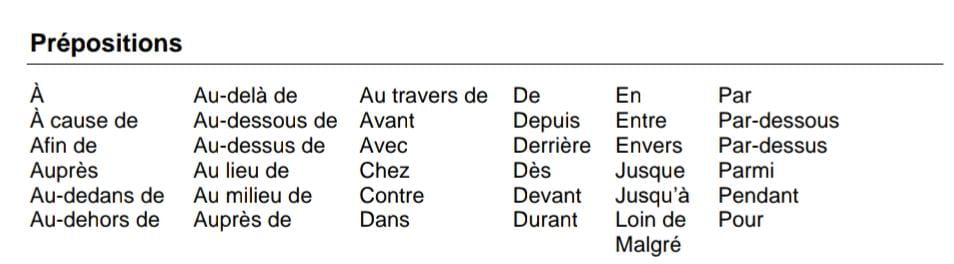 Prépositions
À Au-delà de Au travers de De En Par
À cause de Au-dessous de Avant Depuis Entre Par-dessous
Afin de Au-dessus de Avec Derrière Envers Par-dessus
Auprès Au lieu de Chez Dès Jusque Parmi
Au-dedans de Au milieu de Contre Devant Jusqu'à Pendant
Au-dehors de Auprès de Dans Durant Loin de Pour
Malgré